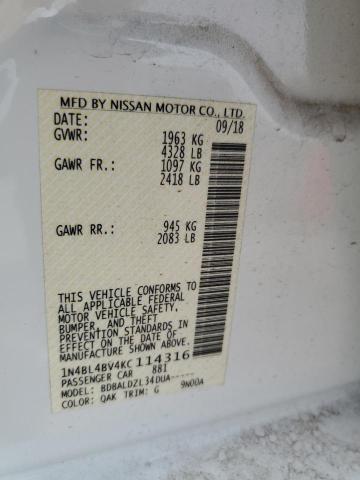 MFD BY NISSAN MOTOR CO., LTD.
DATE: 09/18
GVWR: 1963 KG
4328 LB
GAWR FR.: 1097 KG
2418 LB
GAWR RR.: 945 KG
2083 LB
THIS VEHICLE CONFORMS TO
ALL APPLICABLE FEDERAL
MOTOR VEHICLE SAFETY,
BUMPER, AND THEFT
PREVENTION STANDARDS IN
EFFECT ON THE DATE OF
MANUFACTURE SHOWN ABOVE.
1N4BL4BV4KC114316
PASSENGER CAR 881
MODEL: BDBALDZL34DUA-----
COLOR: QAK TRIM: G 9N00A